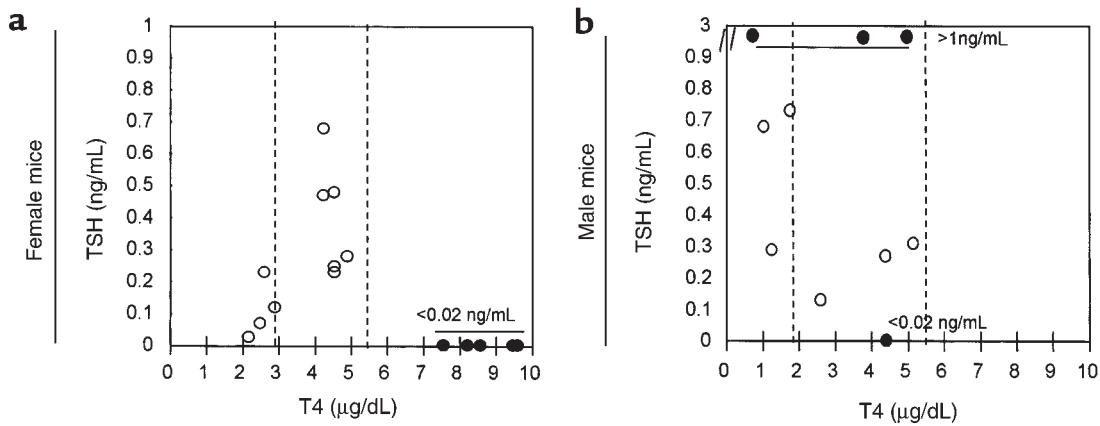 a
Female mice
TSH (ng/mL)
1
0.9
0.8
0.7
0.6
0.5
0.4
0.3
0.2
0.1
0
<0.02 ng/mL
0 1 2 3 4 5 6 7 8 9 10
T4 (μg/dL)
b
Male mice
TSH (ng/mL)
3
0.9
0.8
0.7
0.6
0.5
0.4
0.3
0.2
0.1
0
>1ng/mL
<0.02 ng/mL
0 1 2 3 4 5 6 7 8 9 10
T4 (μg/dL)